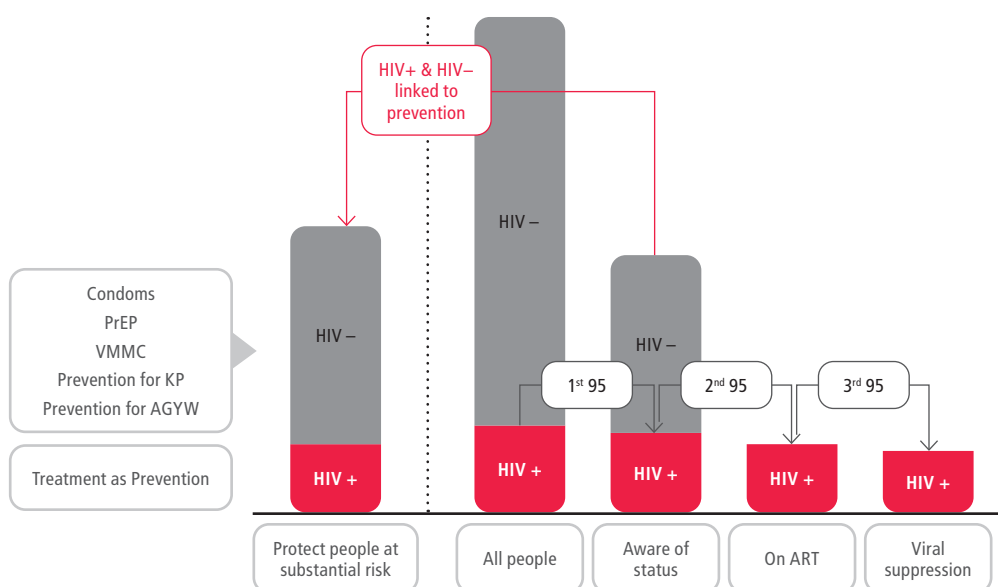 HIV+ & HIV–
linked to
prevention
HIV –
HIV –
HIV –
Condoms
PrEP
VMMC
Prevention for KP
Prevention for AGYW
1st 95
2nd 95
3rd 95
Treatment as Prevention
HIV +
HIV +
HIV +
HIV +
HIV +
Protect people at
substantial risk
All people
Aware of
status
On ART
Viral
suppression